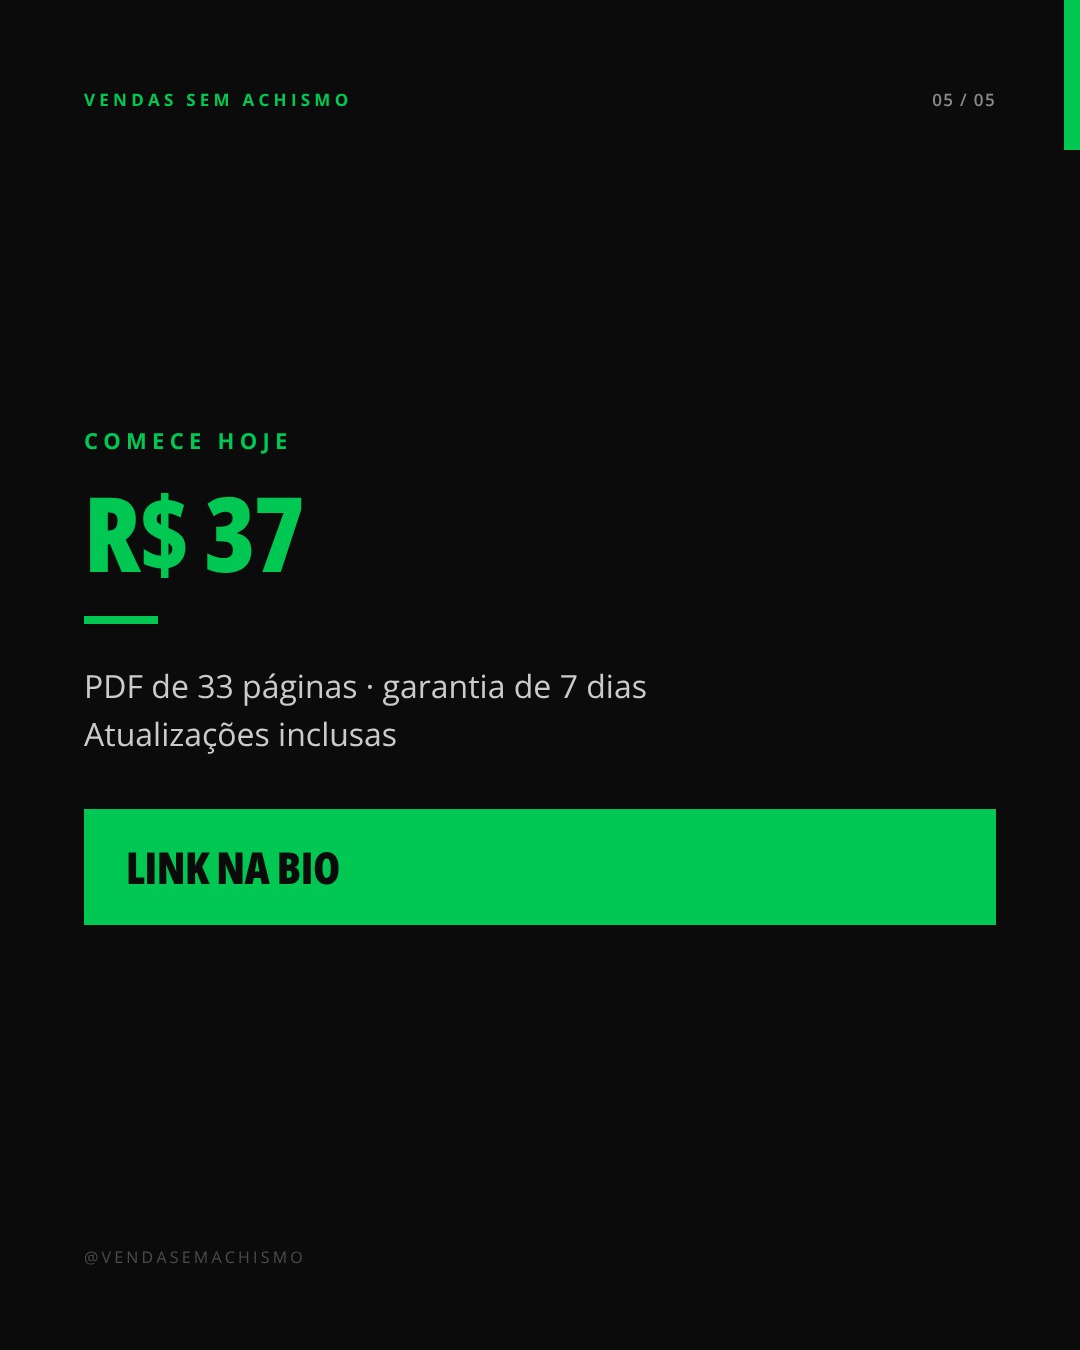 VENDAS SEM ACHISMO
05 / 05
COMECE HOJE
R$ 37
PDF de 33 páginas · garantia de 7 dias
Atualizações inclusas
LINK NA BIO
@VENDASEMACHISMO